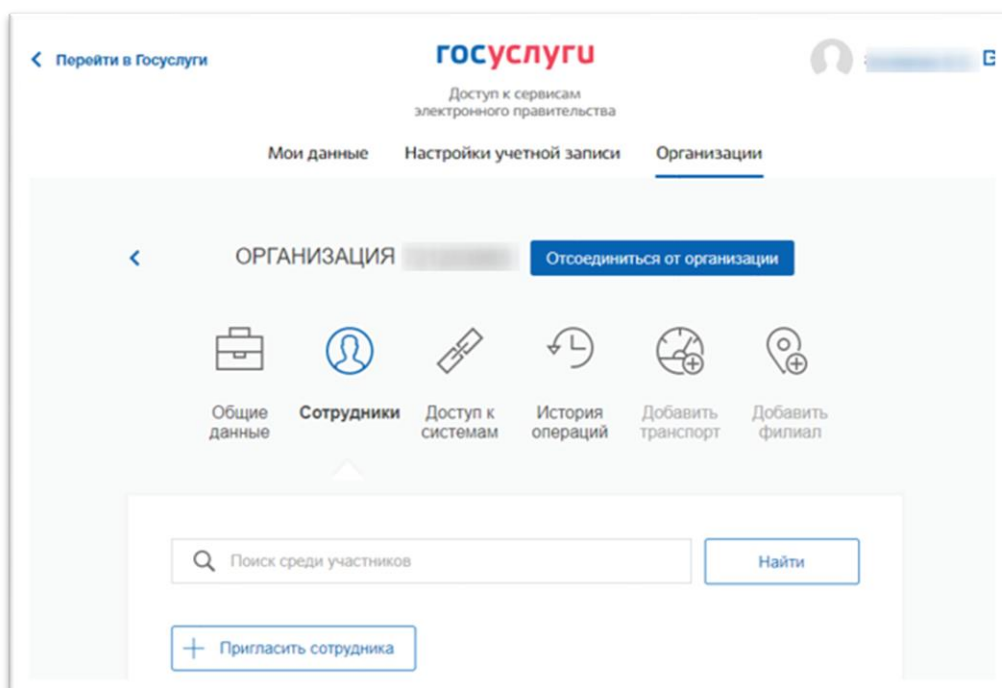 Перейти в Госуслуги
госуслуги
Доступ к сервисам
электронного правительства
Мои данные Настройки учетной записи Организации
ОРГАНИЗАЦИЯ
Отсоединиться от организации
Общие данные
Сотрудники
Доступ к системам
История операций
Добавить транспорт
Добавить филиал
Поиск среди участников
Найти
Пригласить сотрудника